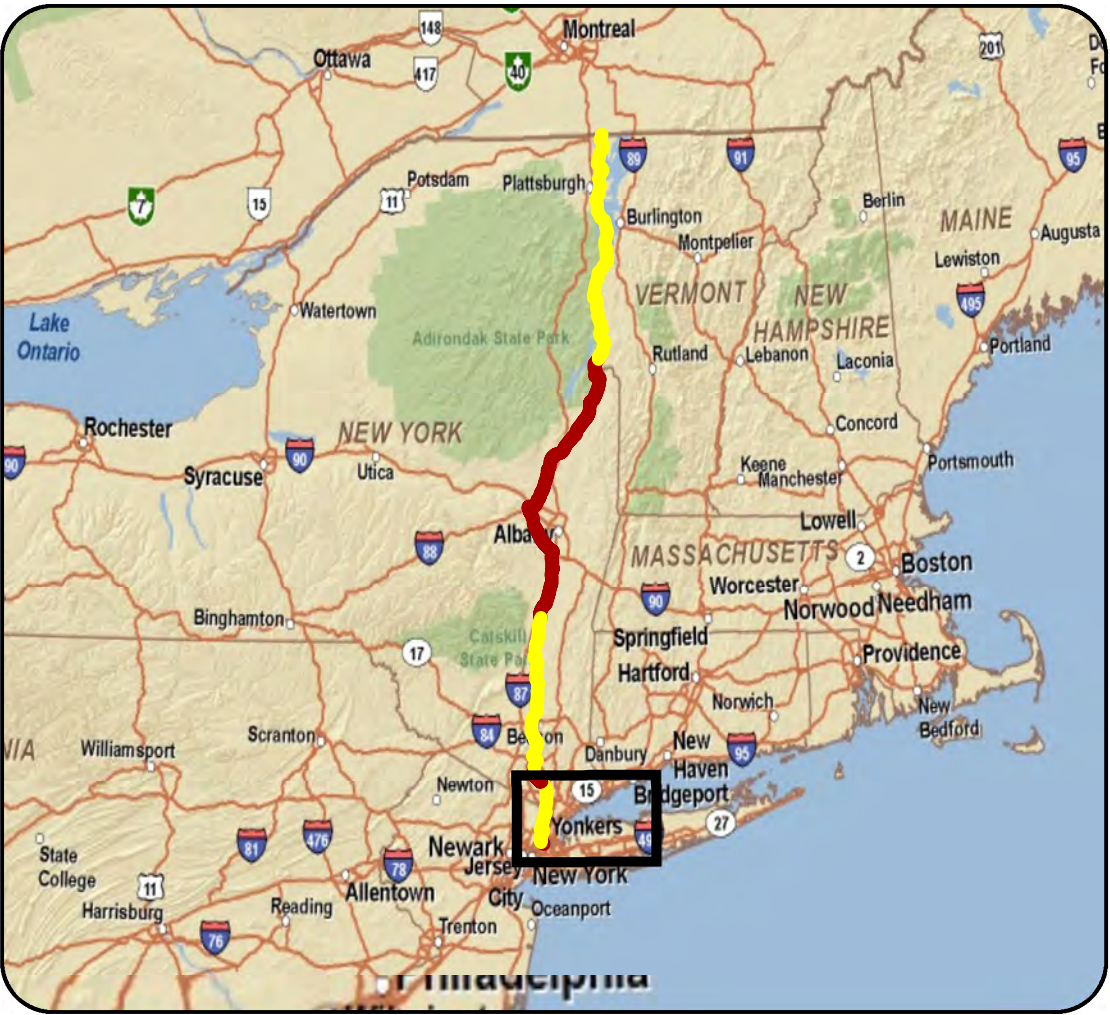 148
Montreal
201
Ottawa
417
40
89
91
95
Potsdam
Plattsburgh
7
15
11
Berlin
Burlington
MAINE
Augusta
Montpelier
Lewiston
VERMONT
NEW
HAMPSHIRE
495
Watertown
Lake
Ontario
Adirondak State Park
Rutland
Lebanon
Laconia
Portland
Rochester
NEW YORK
Concord
90
90
Syracuse
Utica
Keene
Manchester
Portsmouth
Lowell
Albany
88
MASSACHUSETTS
2
Boston
Worcester
90
Norwood
Needham
Binghamton
Springfield
Catskill
State Pa
17
Providence
Hartford
87
Norwich
New
Bedford
84
Scranton
NIA
Williamsport
Danbury
New
Haven
95
Newton
15
Bridgeport
Yonkers
49
27
81
476
Newark
78
Jersey
City
New York
State
College
11
Allentown
Harrisburg
Reading
Oceanport
76
Trenton
Philadelphia